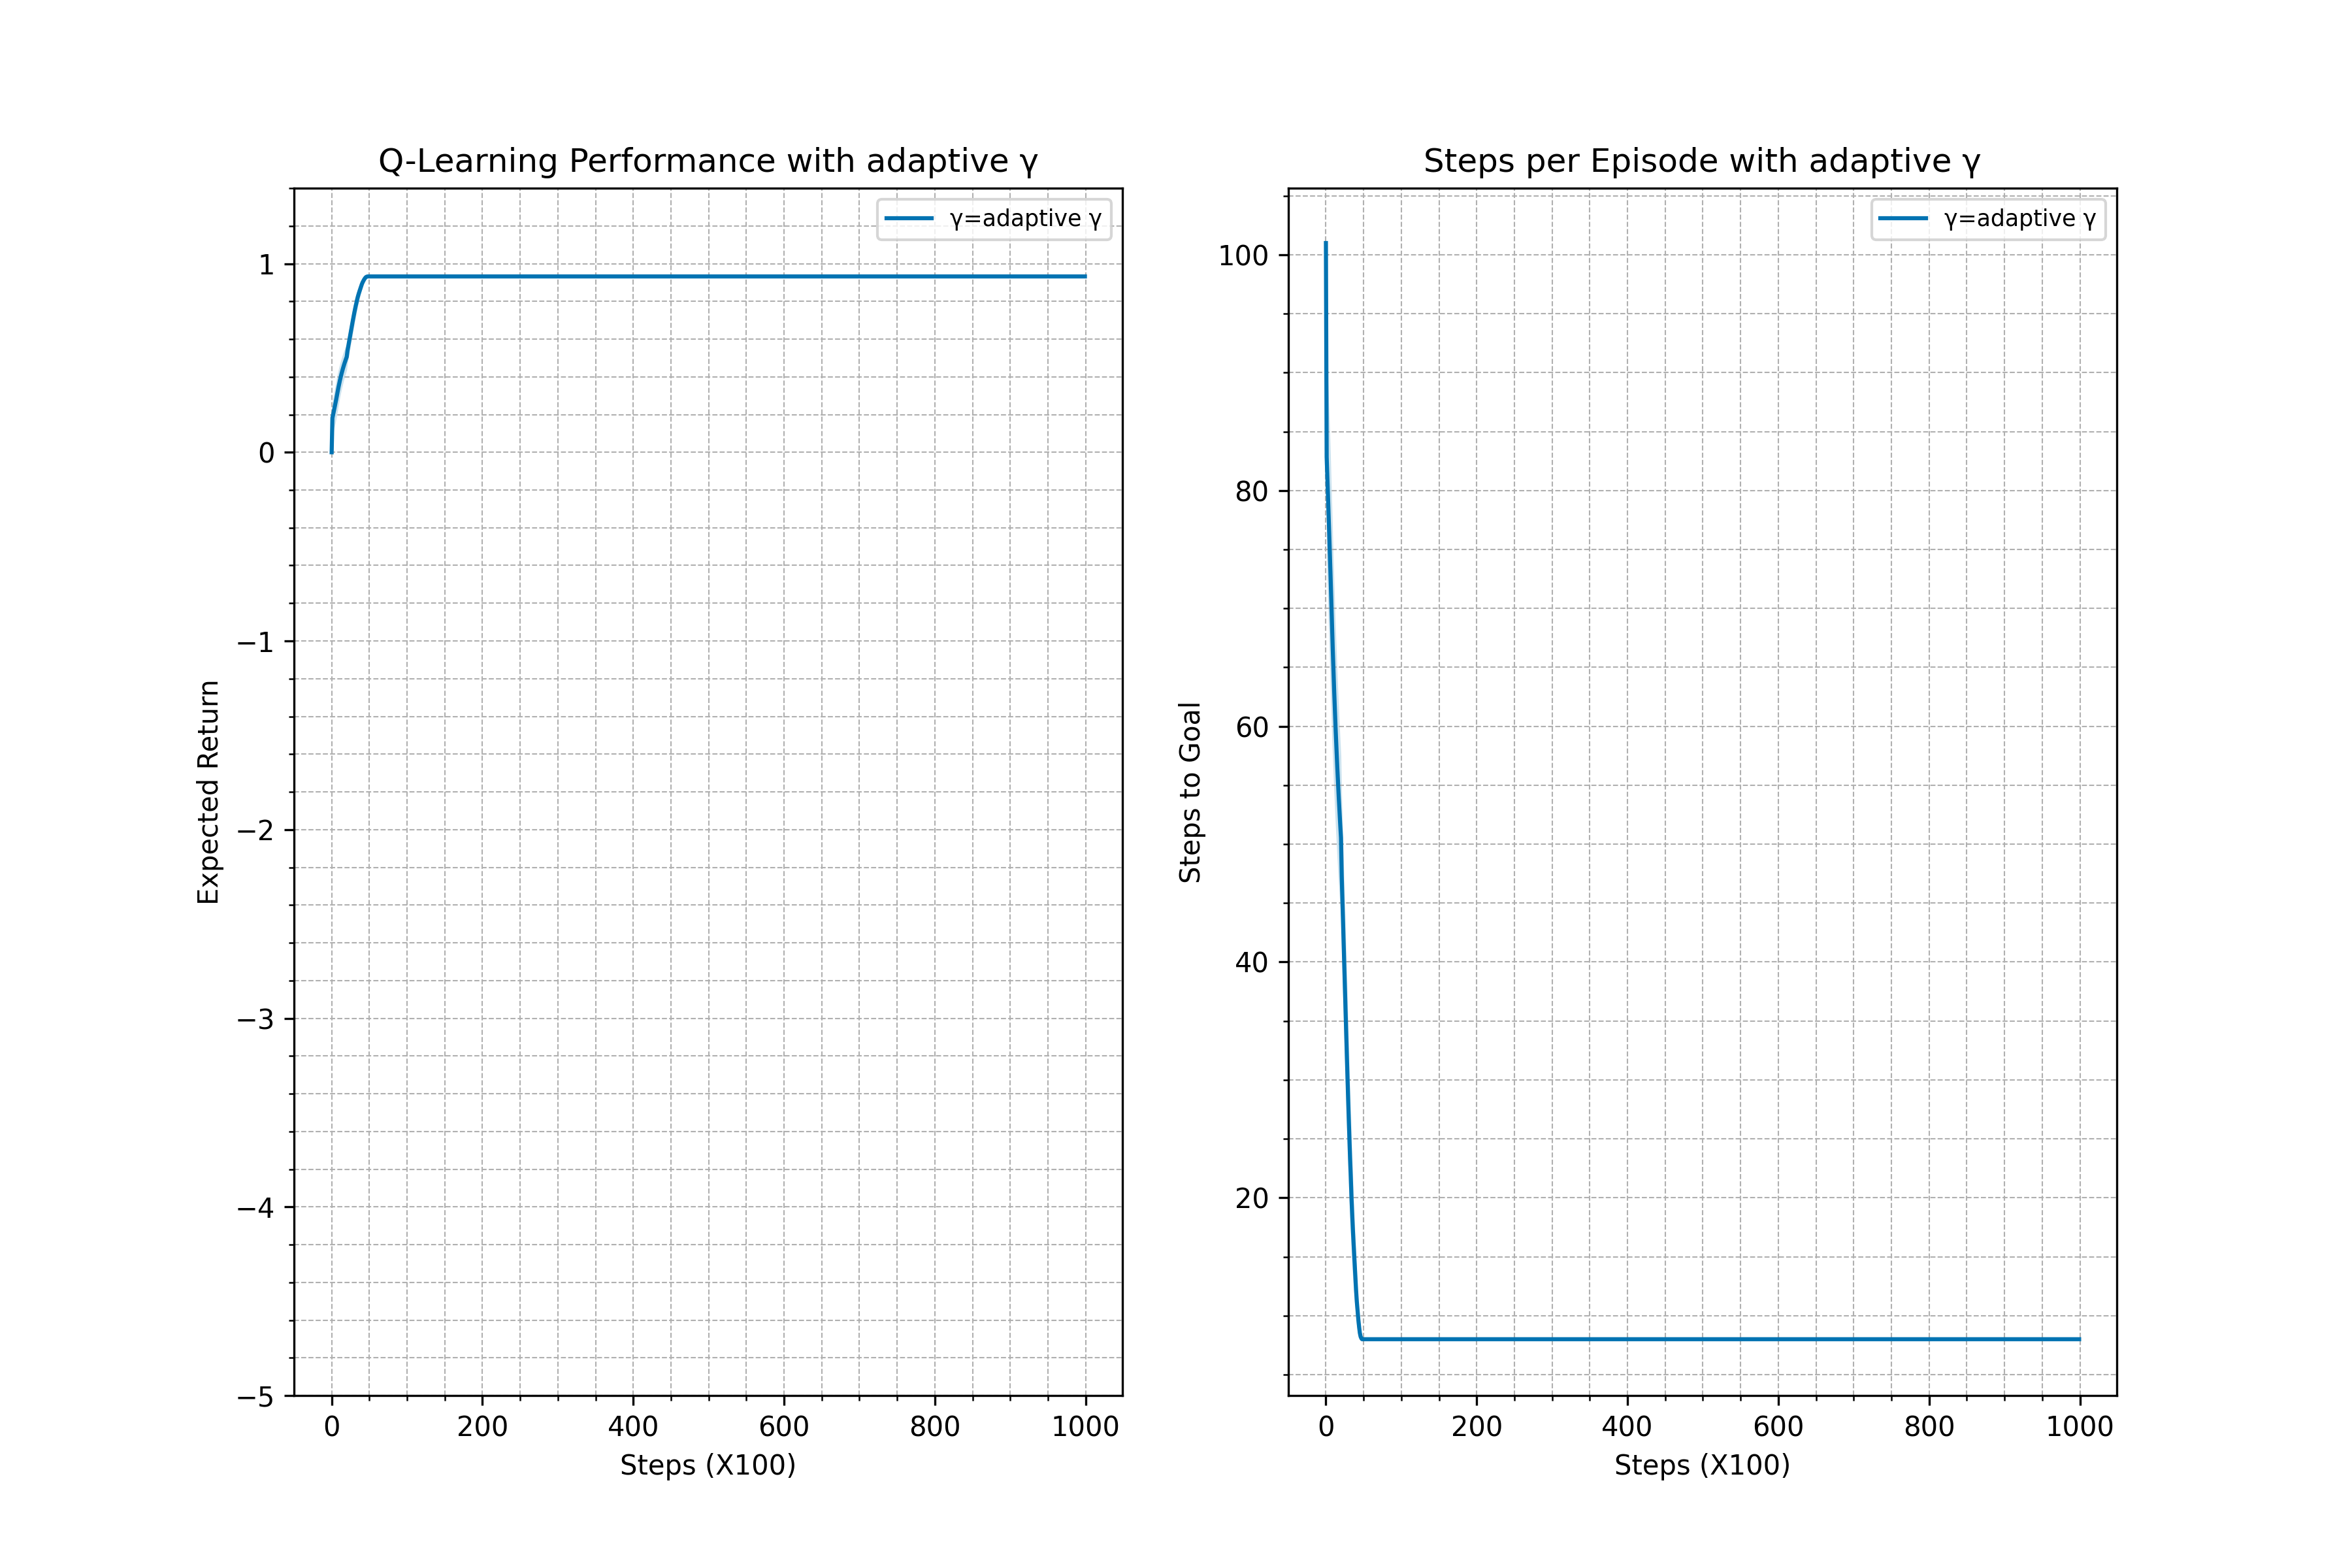 Q-Learning Performance with adaptive γ
γ=adaptive γ
1
0
−1
−2
−3
−4
−5
Expected Return
0 200 400 600 800 1000
Steps (X100)
Steps per Episode with adaptive γ
γ=adaptive γ
100
80
60
40
20
Steps to Goal
0 200 400 600 800 1000
Steps (X100)